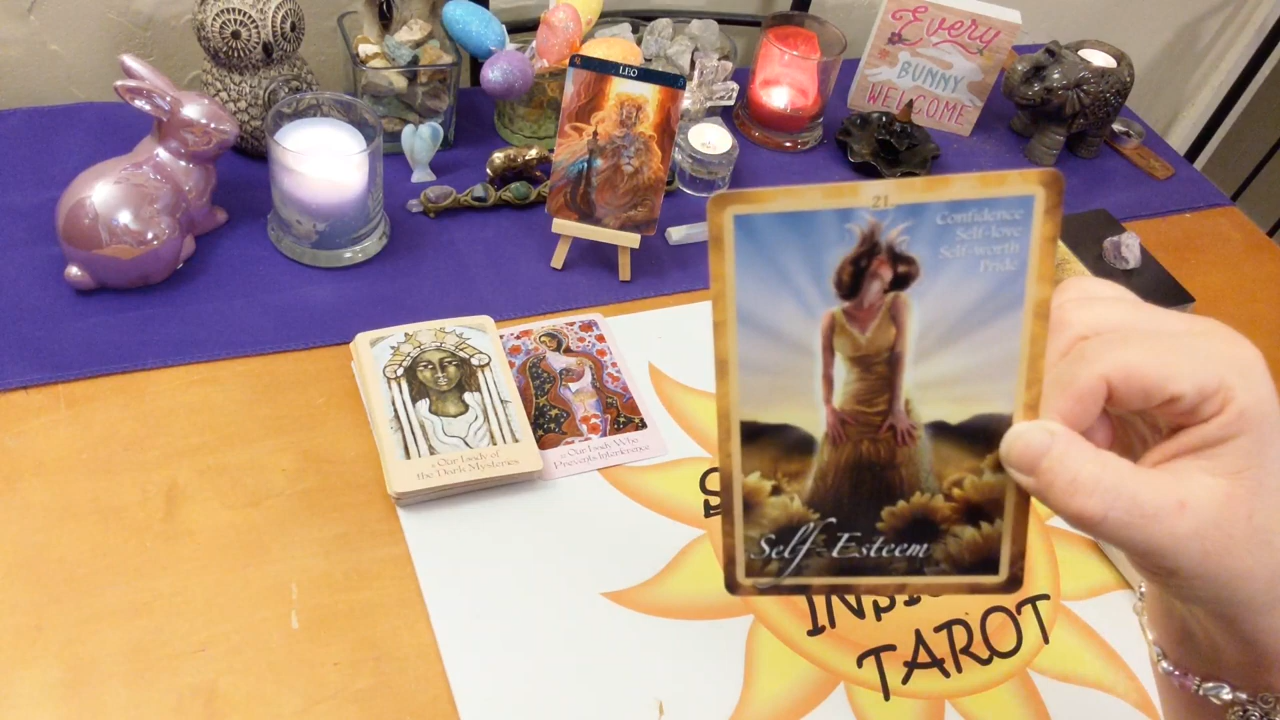 Every
BUNNY
WELCOME
LEO
21
Confidence
Self-love
Self-worth
Pride
Self-Esteem
Our Lady of
the Dark Mysteries
Our Lady Who
Prevents Interference
TAROT